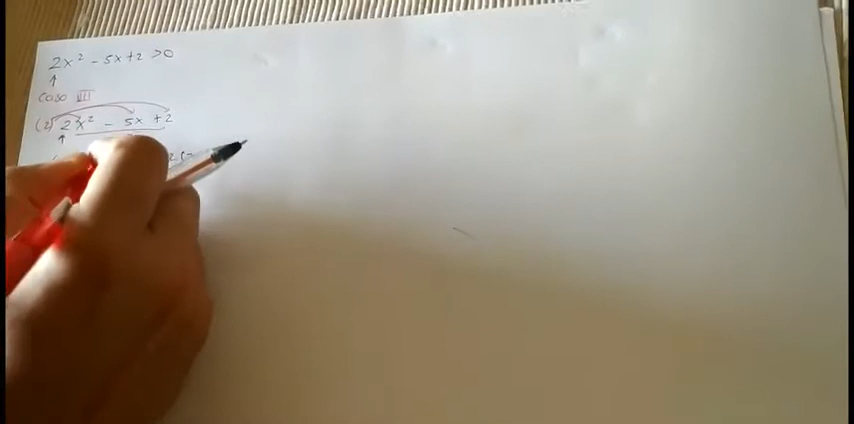 2x² - 5x + 2 > 0
↑
Caso III
(2) 2x² - 5x + 2
↑